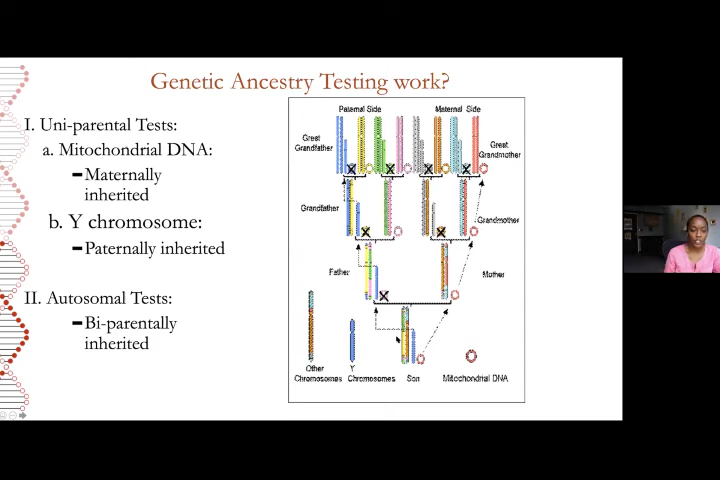 Genetic Ancestry Testing work?
I. Uni-parental Tests:
a. Mitochondrial DNA:
Maternally
inherited
b. Y chromosome:
Paternally inherited
II. Autosomal Tests:
Bi-parentally
inherited
Paternal Side
Maternal Side
Great
Grandfather
Great
Grandmother
Grandfather
Grandmother
Father
Mother
Other
Chromosomes
Y
Chromosomes
Son
Mitochondrial DNA